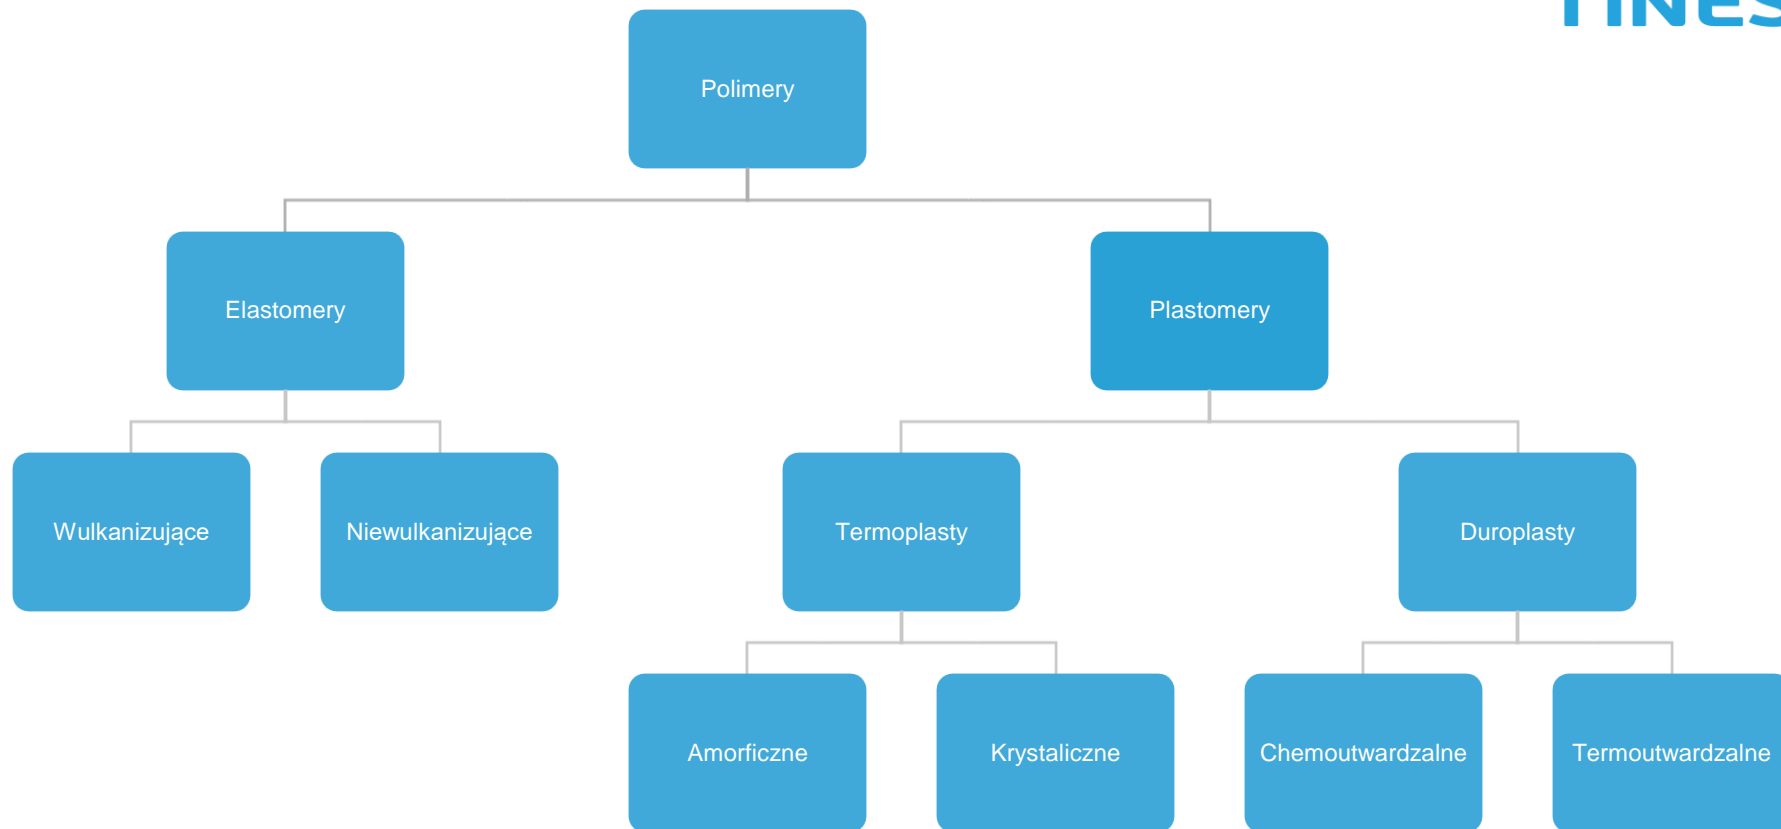 Polimery
Elastomery
Plastomery
Wulkanizujące
Niewulkanizujące
Termoplasty
Duroplasty
Amorficzne
Krystaliczne
Chemoutwardzalne
Termoutwardzalne